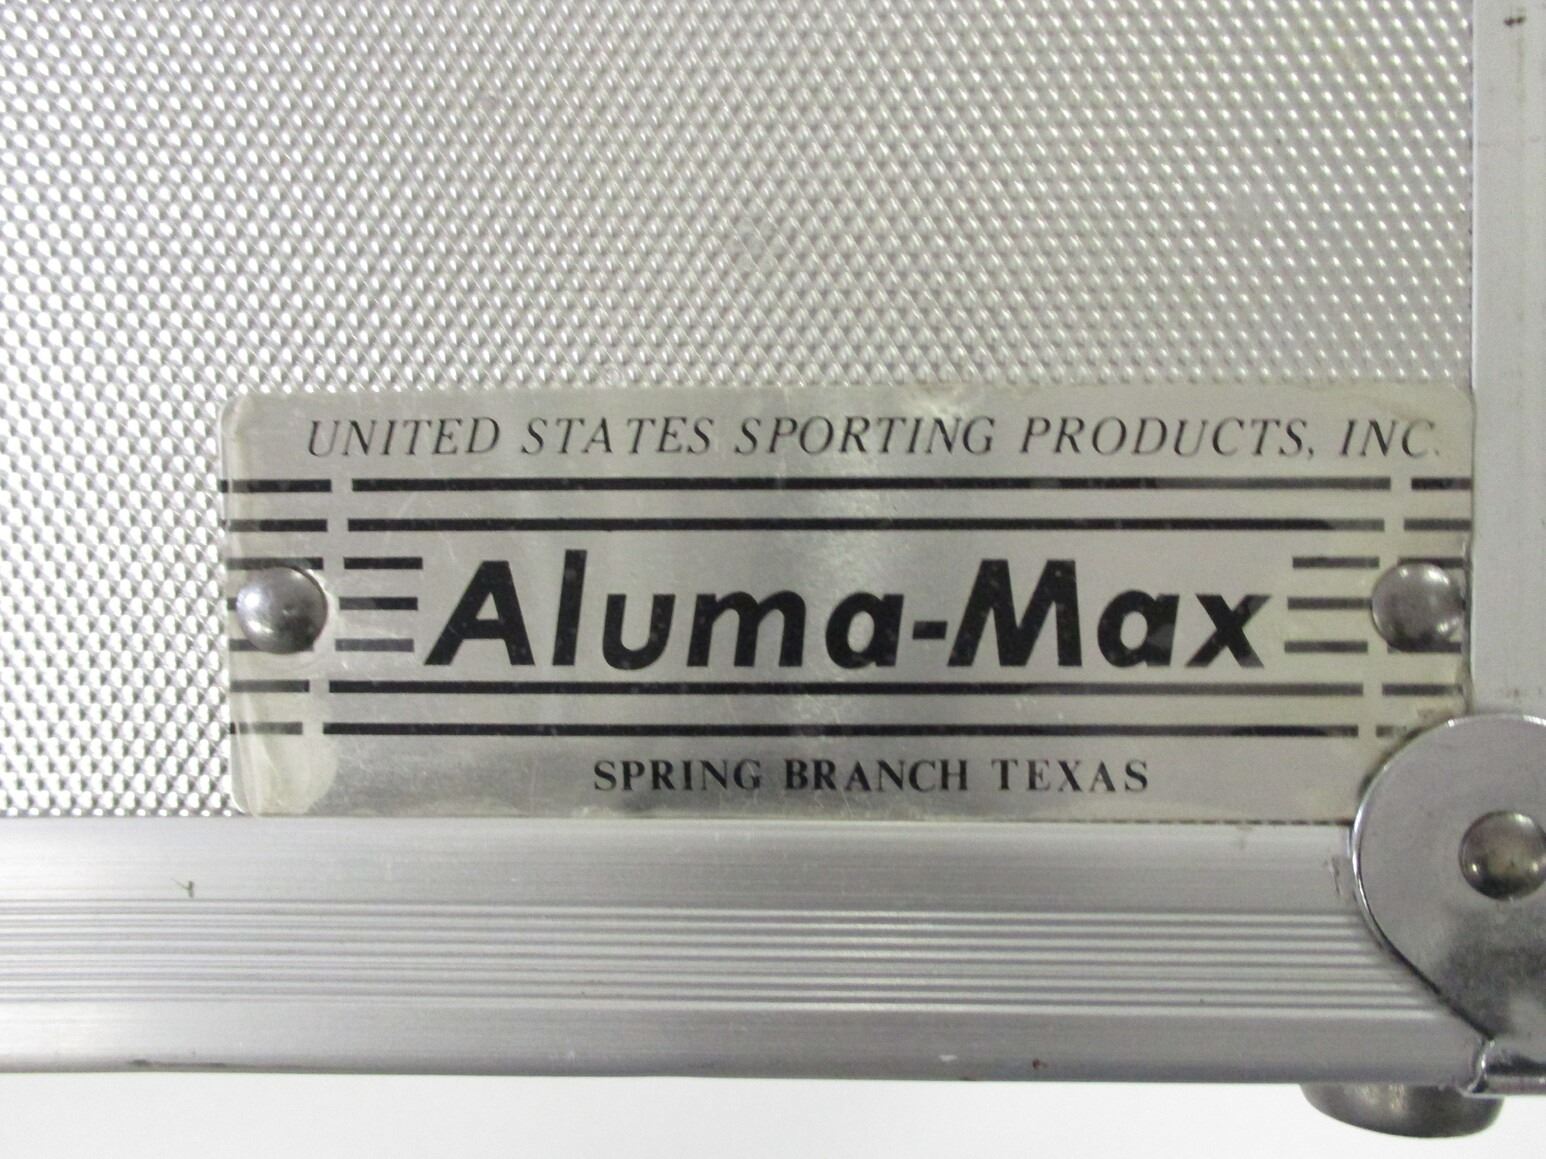 UNITED STATES SPORTING PRODUCTS, INC.
Aluma-Max
SPRING BRANCH TEXAS